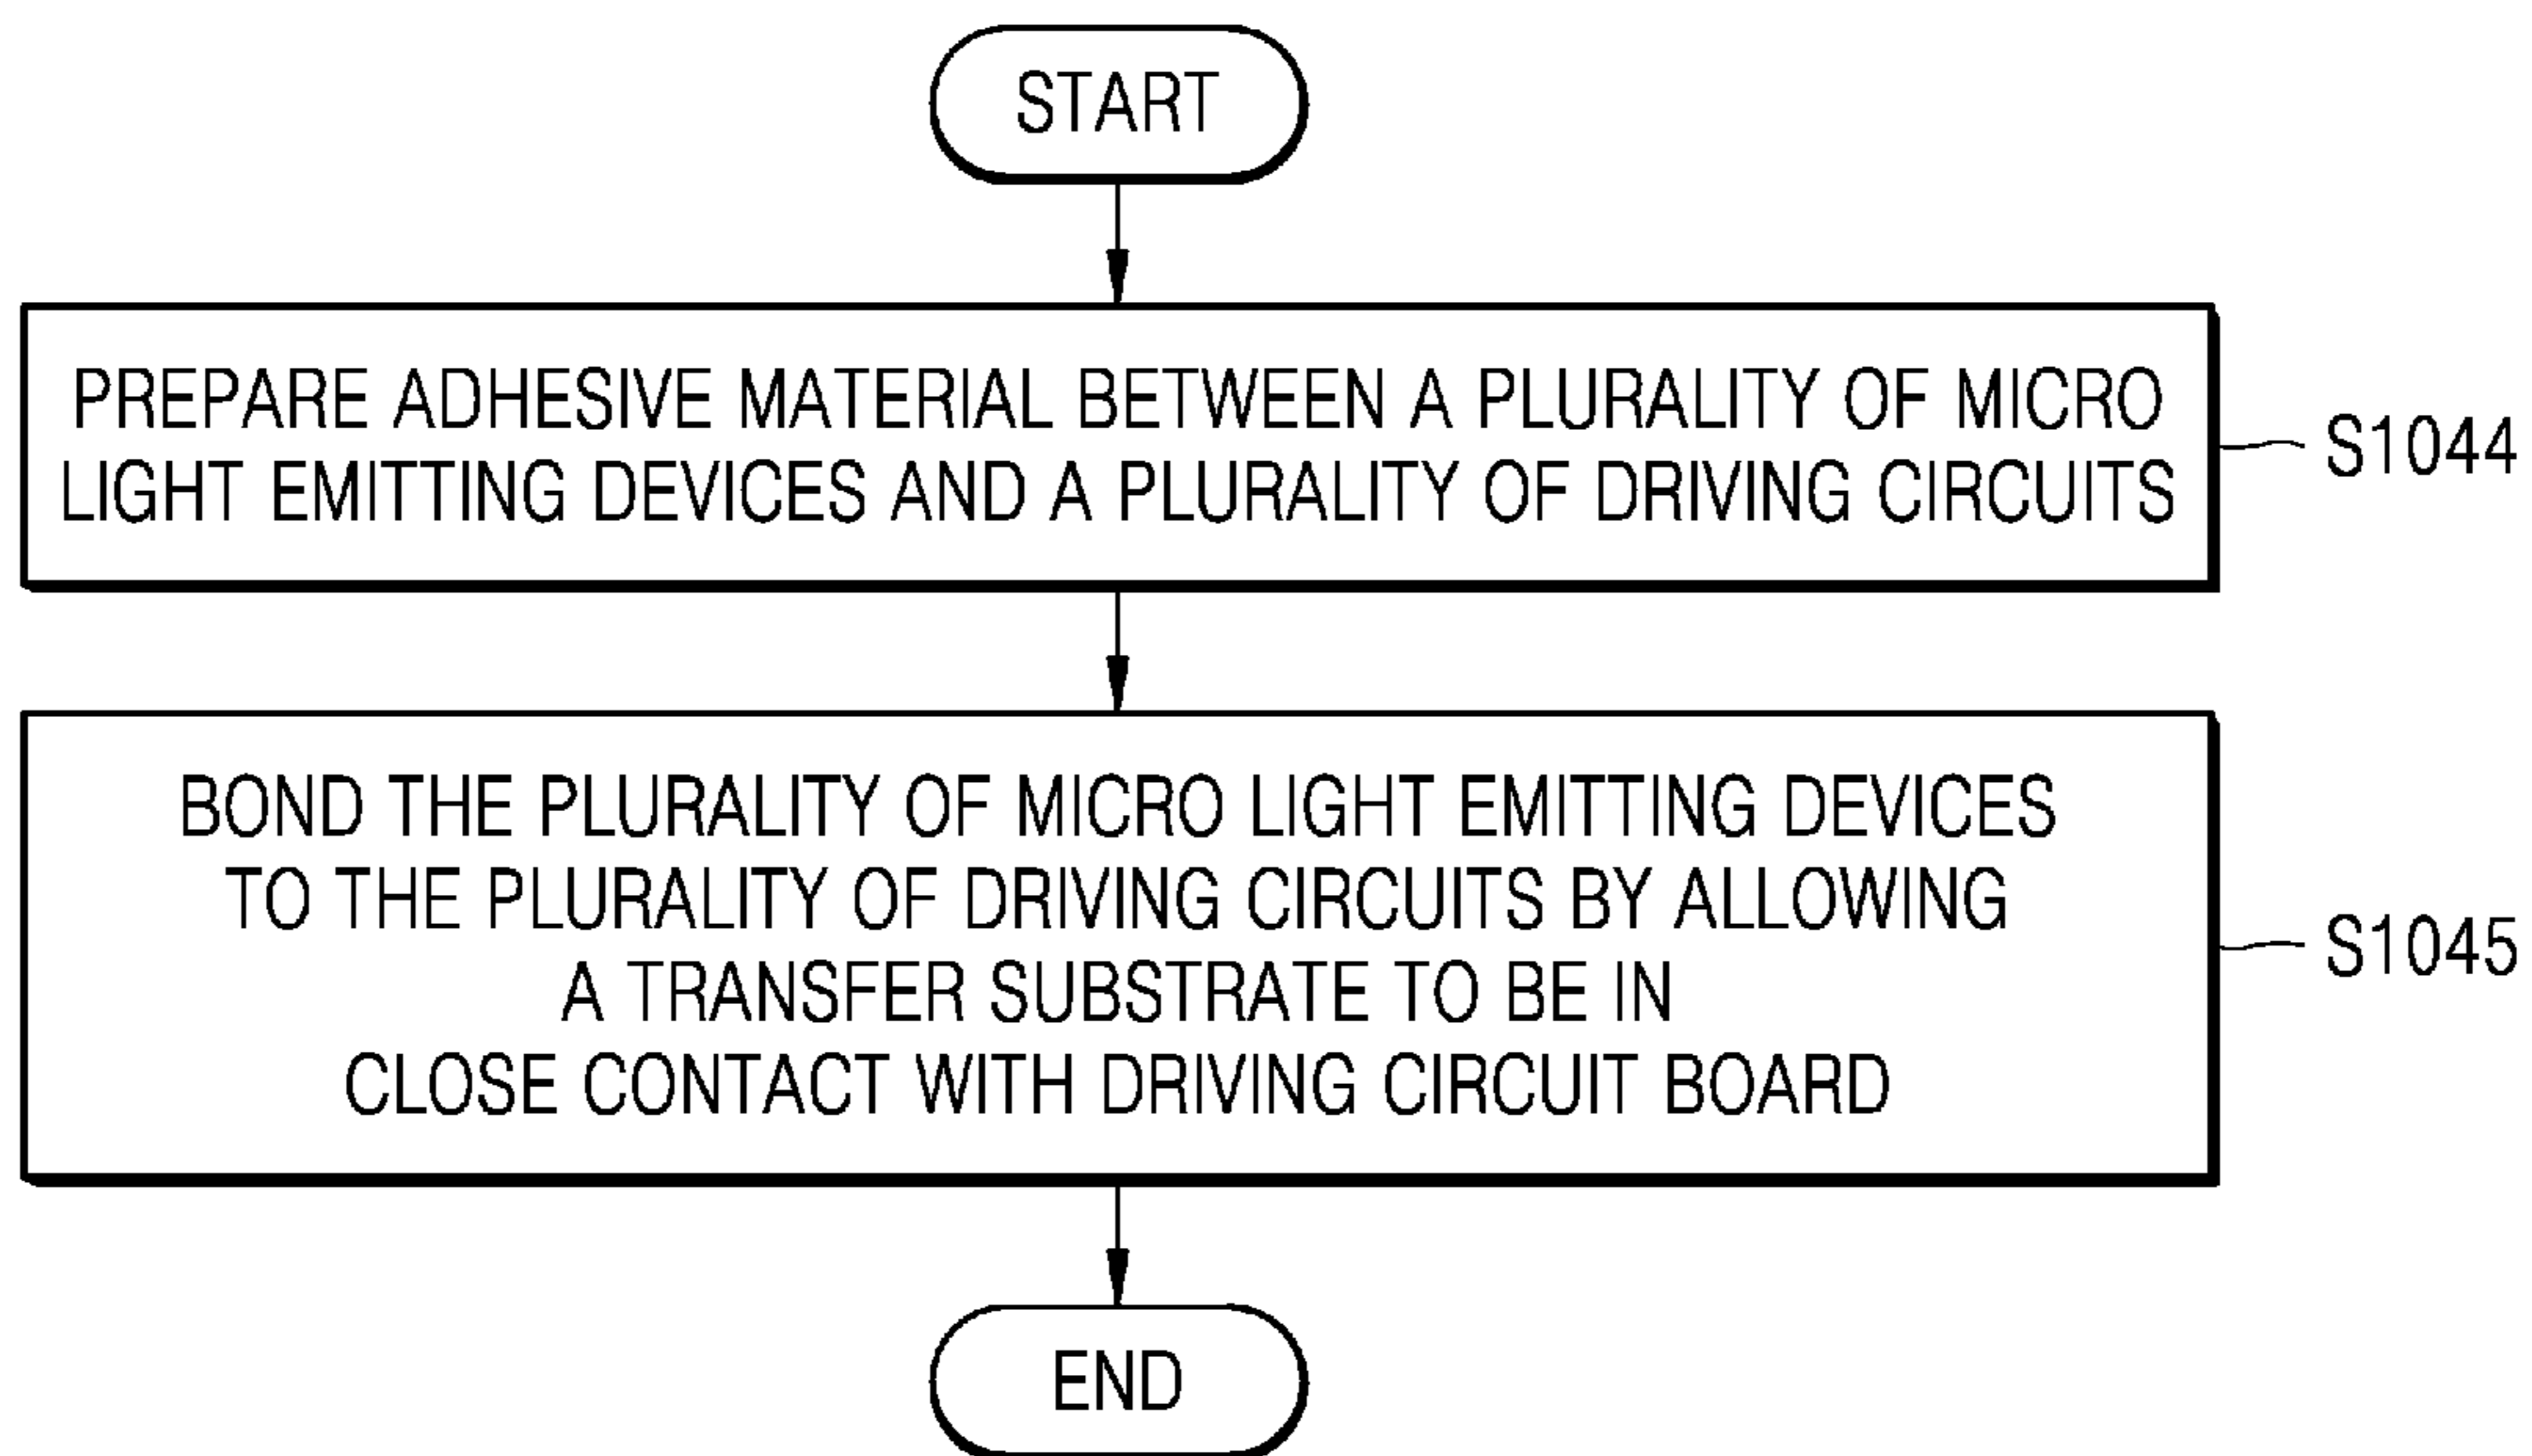 START
PREPARE ADHESIVE MATERIAL BETWEEN A PLURALITY OF MICRO
LIGHT EMITTING DEVICES AND A PLURALITY OF DRIVING CIRCUITS
S1044
BOND THE PLURALITY OF MICRO LIGHT EMITTING DEVICES
TO THE PLURALITY OF DRIVING CIRCUITS BY ALLOWING
A TRANSFER SUBSTRATE TO BE IN
CLOSE CONTACT WITH DRIVING CIRCUIT BOARD
S1045
END